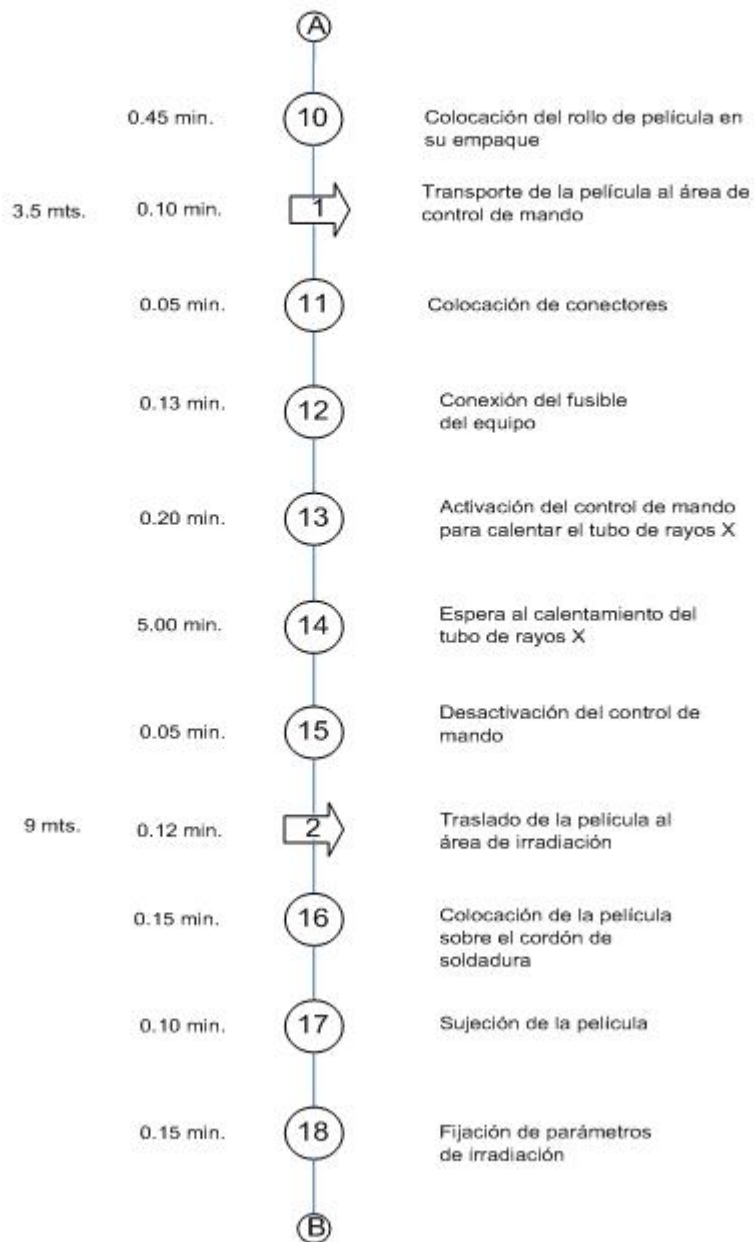 A
0.45 min.
10
Colocación del rollo de película en
su empaque
3.5 mts.
0.10 min.
1
Transporte de la película al área de
control de mando
0.05 min.
11
Colocación de conectores
0.13 min.
12
Conexión del fusible
del equipo
0.20 min.
13
Activación del control de mando
para calentar el tubo de rayos X
5.00 min.
14
Espera al calentamiento del
tubo de rayos X
0.05 min.
15
Desactivación del control de
mando
9 mts.
0.12 min.
2
Traslado de la película al
área de irradiación
0.15 min.
16
Colocación de la película
sobre el cordón de
soldadura
0.10 min.
17
Sujeción de la película
0.15 min.
18
Fijación de parámetros
de irradiación
B